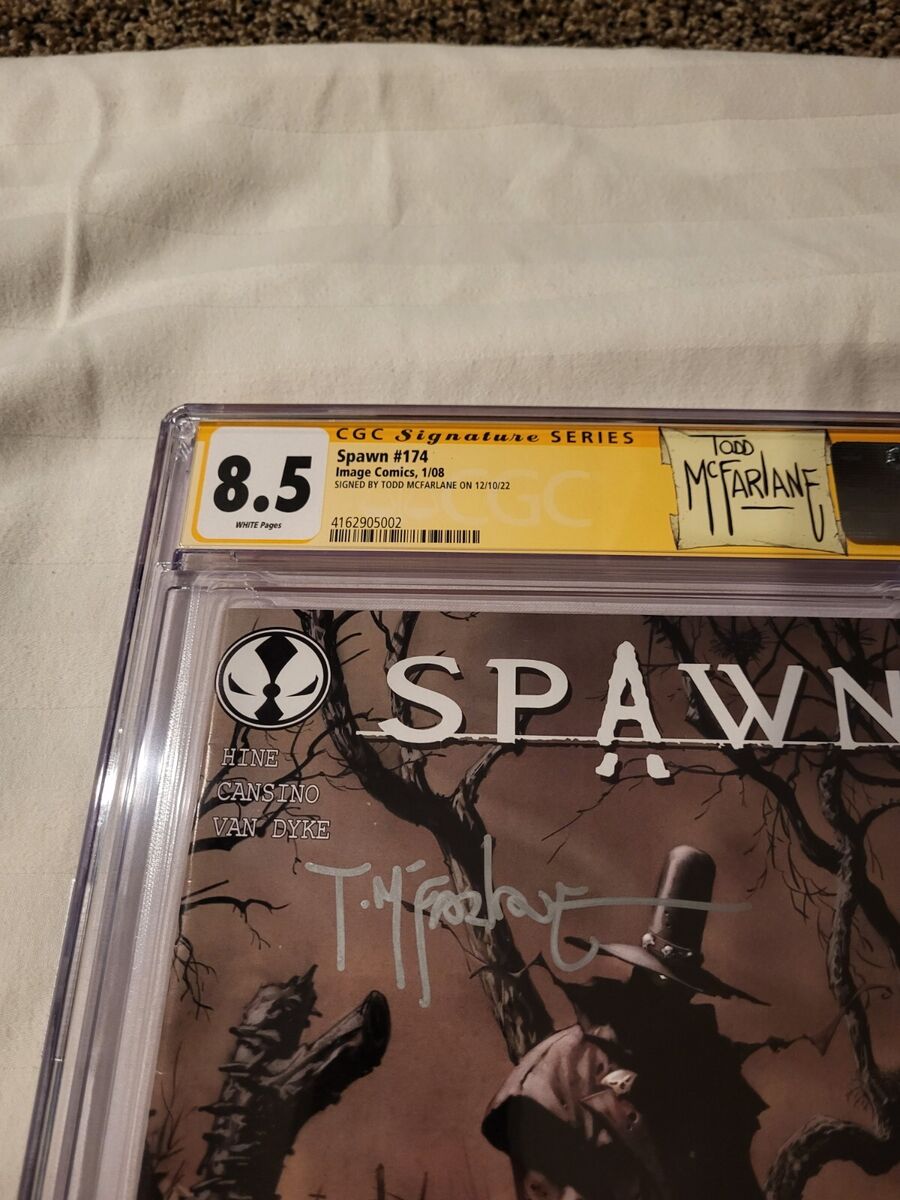 CGC Signature SERIES
8.5
WHITE Pages
Spawn #174
Image Comics, 1/08
SIGNED BY TODD MCFARLANE ON 12/10/22
CGC
4162905002
TODD
McFARLANE
SPAWN
HINE
CANSINO
VAN DYKE
T. McFarlane